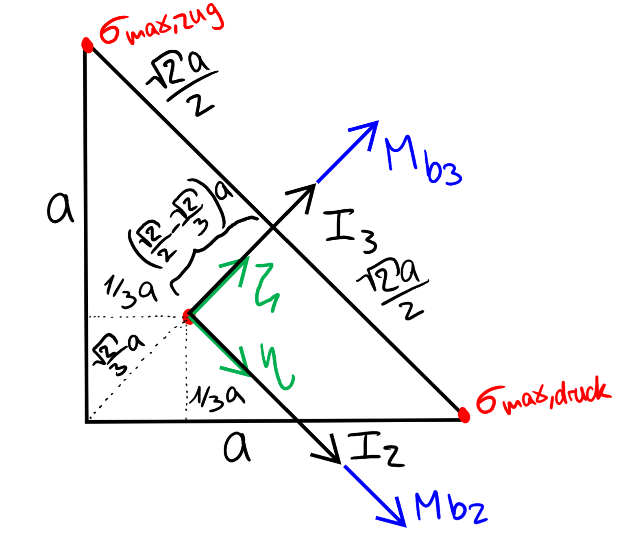 σmax,zug
√2a/2
a
(√2/2-√2/3)a
Mb3
I3
√2a/2
1/3a
ζ
√2/3a
η
1/3a
σmax,druck
a
I2
Mb2